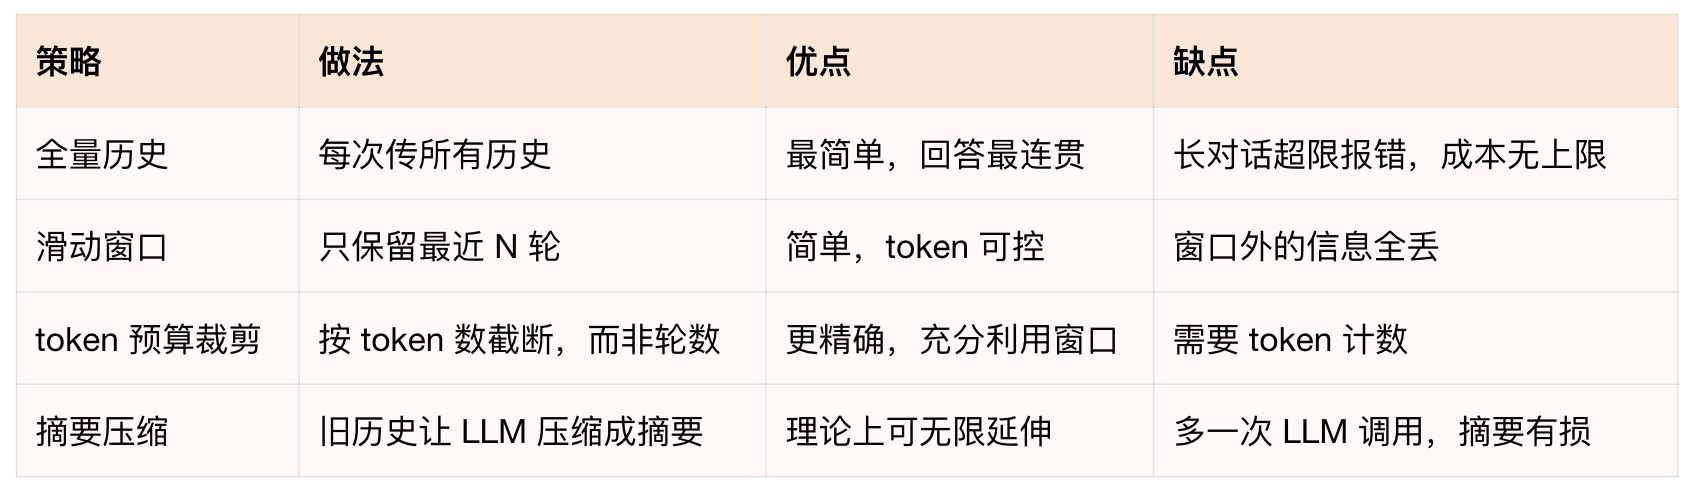 策略 做法 优点 缺点
全量历史 每次传所有历史 最简单，回答最连贯 长对话超限报错，成本无上限
滑动窗口 只保留最近 N 轮 简单，token 可控 窗口外的信息全丢
token 预算裁剪 按 token 数截断，而非轮数 更精确，充分利用窗口 需要 token 计数
摘要压缩 旧历史让 LLM 压缩成摘要 理论上可无限延伸 多一次 LLM 调用，摘要有损